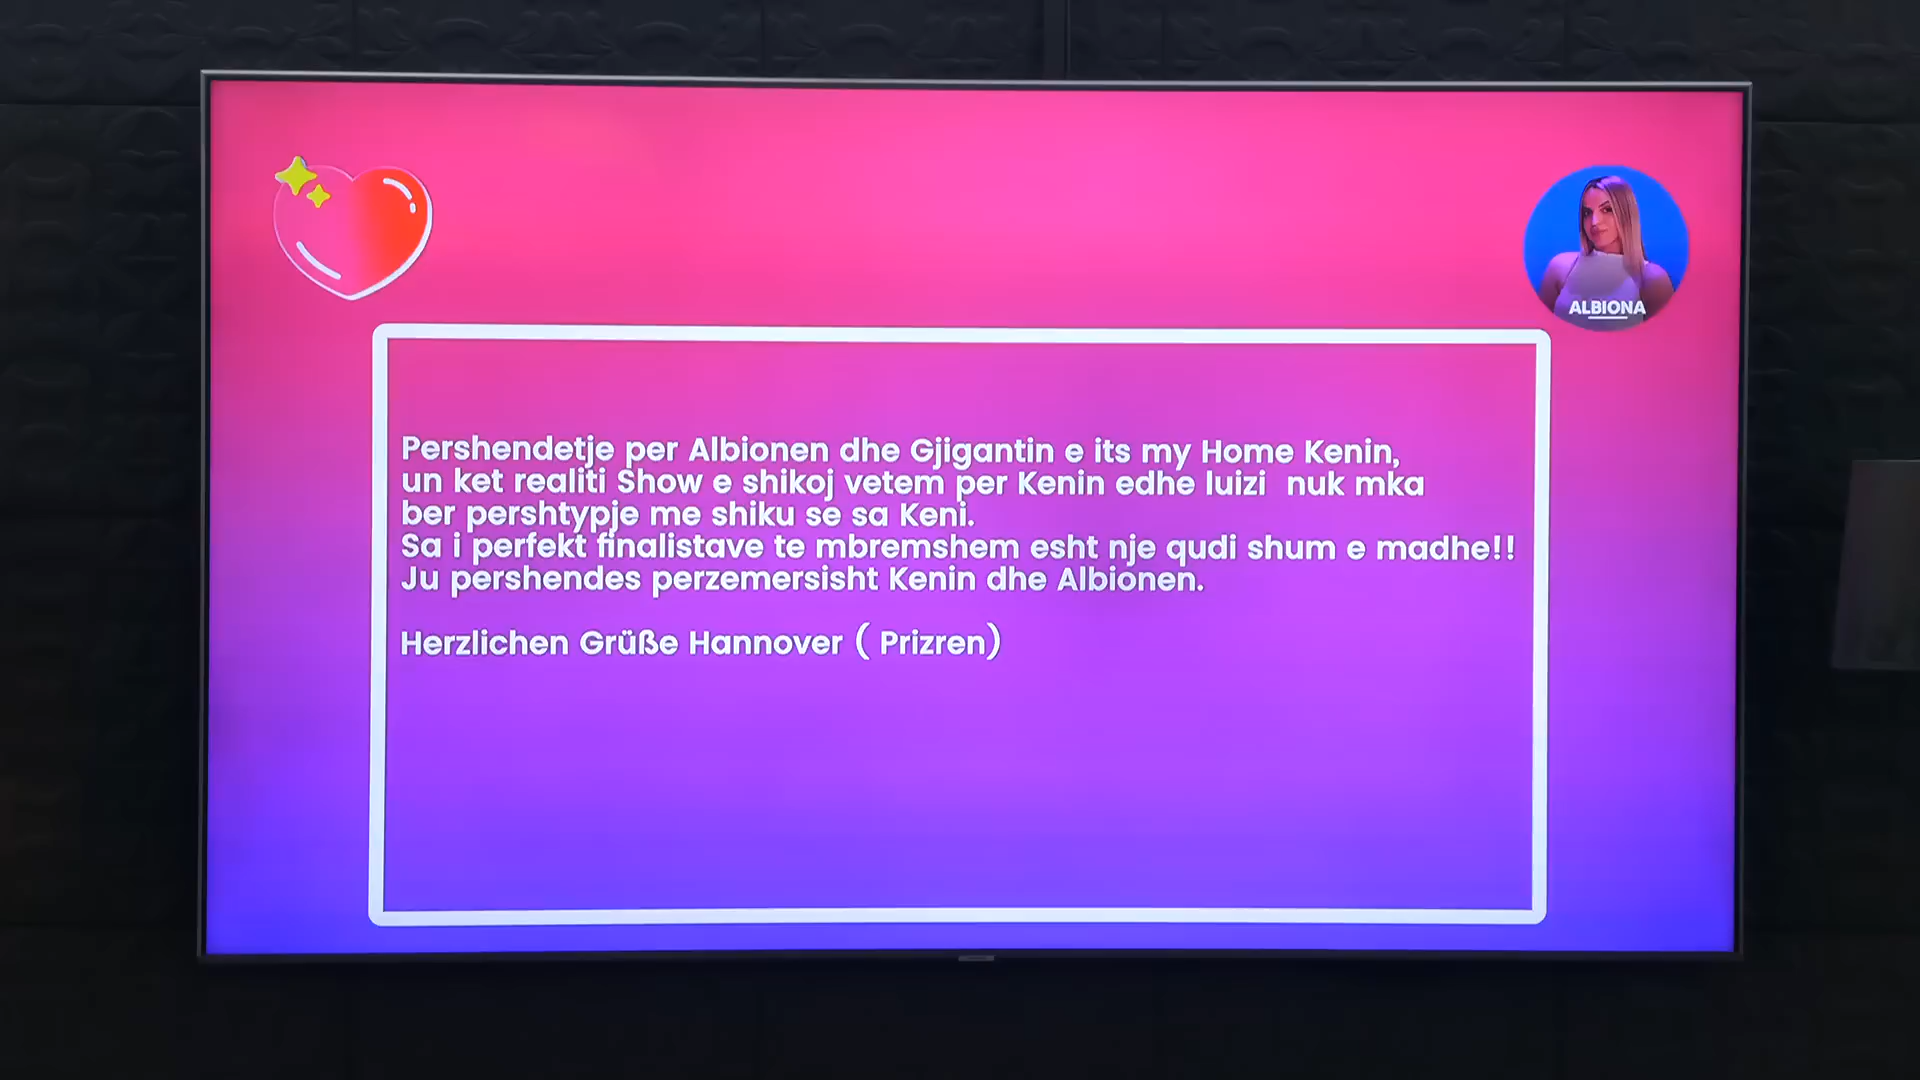 ALBIONA
Pershendetje per Albionen dhe Gjigantin e its my Home Kenin,
un ket realiti Show e shikoj vetem per Kenin edhe luizi  nuk mka
ber pershtypje me shiku se sa Keni.
Sa i perfekt finalistave te mbremshem esht nje qudi shum e madhe!!
Ju pershendes perzemersisht Kenin dhe Albionen.
Herzlichen Grüße Hannover ( Prizren)